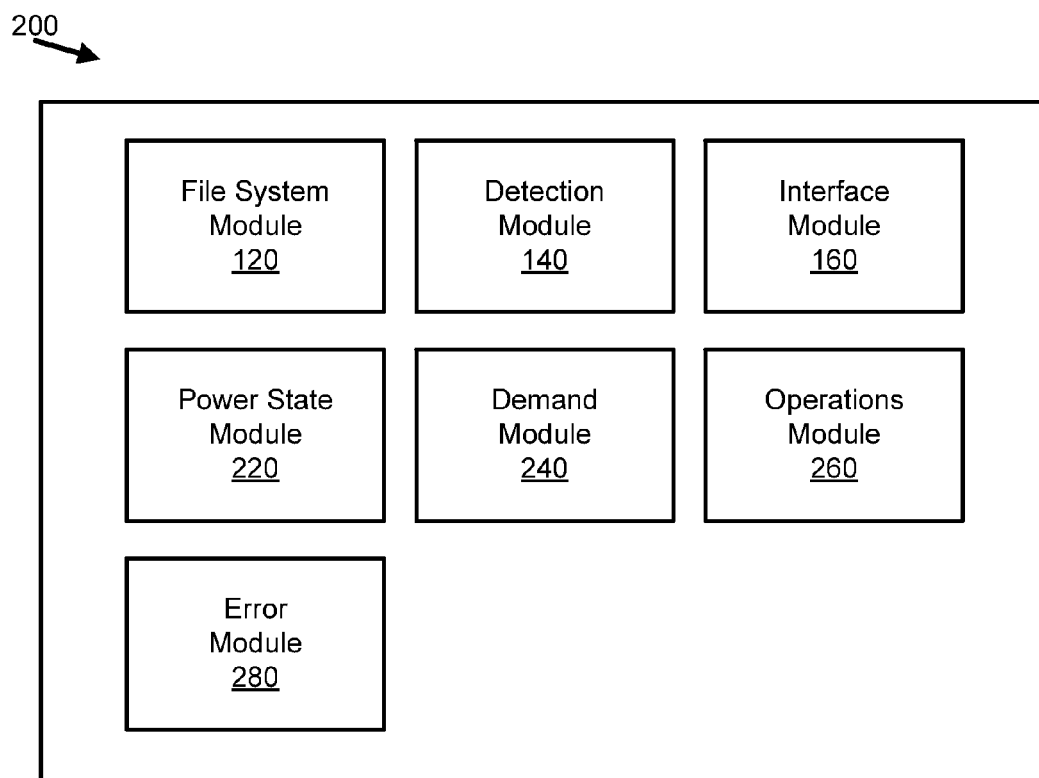 200
File System
Module
120
Detection
Module
140
Interface
Module
160
Power State
Module
220
Demand
Module
240
Operations
Module
260
Error
Module
280